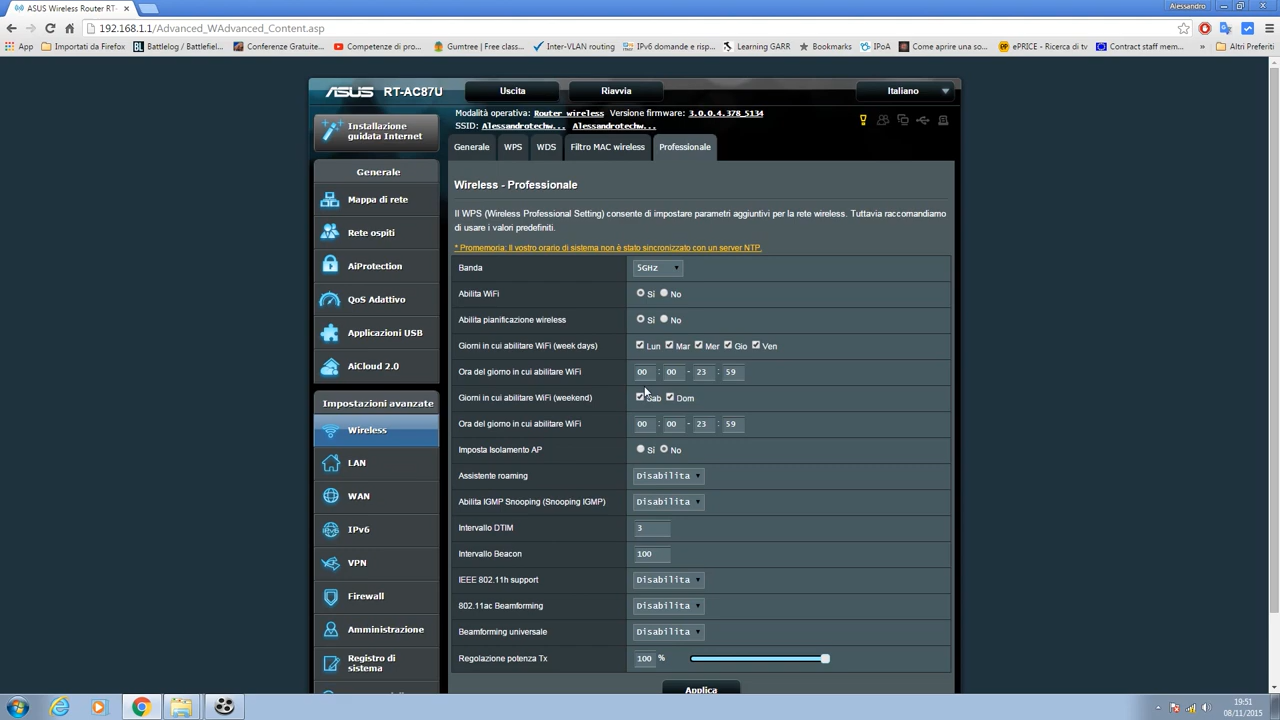 ASUS Wireless Router RT-
Alessandro
192.168.1.1/Advanced_WAdvanced_Content.asp
App Importati da Firefox Battlelog / Battlefiel... Conferenze Gratuite... Competenze di pro... Gumtree | Free class... Inter-VLAN routing IPv6 domande e risp... Learning GARR Bookmarks IPoA Come aprire una so... ePRICE - Ricerca di tv Contract staff mem... » Altri Preferiti
ASUS RT-AC87U Uscita Riavvia Italiano
Modalità operativa: Router wireless Versione firmware: 3.0.0.4.378_5134
SSID: Alessandrotechw... Alessandrotechw...
Installazione
guidata Internet
Generale WPS WDS Filtro MAC wireless Professionale
Generale
Mappa di rete
Rete ospiti
AiProtection
QoS Adattivo
Applicazioni USB
AiCloud 2.0
Impostazioni avanzate
Wireless
LAN
WAN
IPv6
VPN
Firewall
Amministrazione
Registro di
sistema
Wireless - Professionale
Il WPS (Wireless Professional Setting) consente di impostare parametri aggiuntivi per la rete wireless. Tuttavia raccomandiamo
di usare i valori predefiniti.
* Promemoria: Il vostro orario di sistema non è stato sincronizzato con un server NTP.
Banda 5GHz
Abilita WiFi Sì No
Abilita pianificazione wireless Sì No
Giorni in cui abilitare WiFi (week days) Lun Mar Mer Gio Ven
Ora del giorno in cui abilitare WiFi 00 : 00 - 23 : 59
Giorni in cui abilitare WiFi (weekend) Sab Dom
Ora del giorno in cui abilitare WiFi 00 : 00 - 23 : 59
Imposta Isolamento AP Sì No
Assistente roaming Disabilita
Abilita IGMP Snooping (Snooping IGMP) Disabilita
Intervallo DTIM 3
Intervallo Beacon 100
IEEE 802.11h support Disabilita
802.11ac Beamforming Disabilita
Beamforming universale Disabilita
Regolazione potenza Tx 100 %
Applica
19:51
08/11/2015